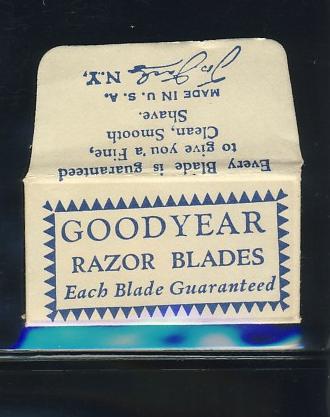 GOODYEAR
RAZOR BLADES
Each Blade Guaranteed
Every Blade is guaranteed
to give you a Fine,
Clean, Smooth
Shave.
MADE IN U. S. A.
N.Y.